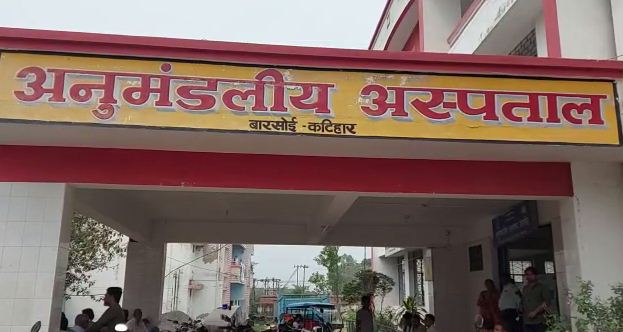 अनुमंडलीय अस्पताल
बारसोई - कटिहार